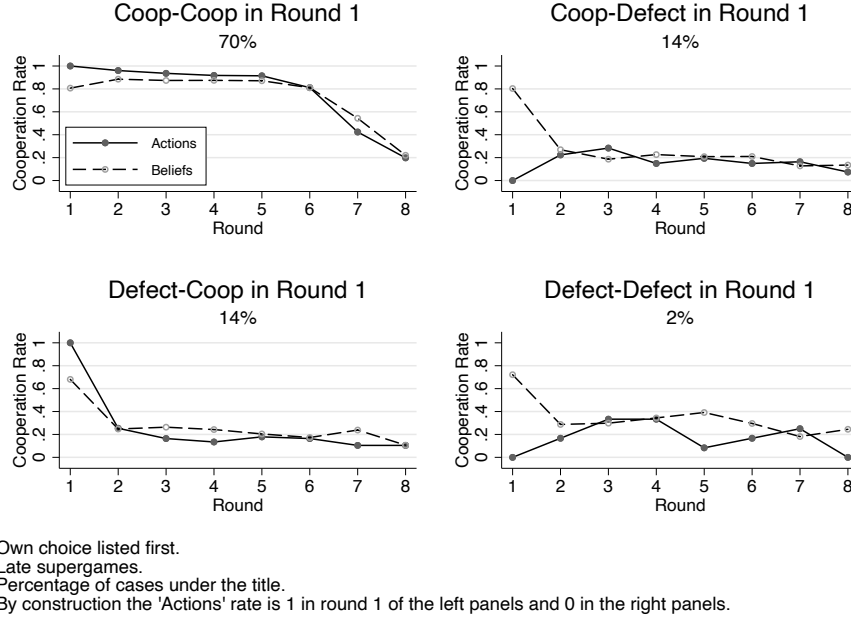 Coop-Coop in Round 1
70%
Cooperation Rate
0 .2 .4 .6 .8 1
Actions
Beliefs
1 2 3 4 5 6 7 8
Round
Coop-Defect in Round 1
14%
Cooperation Rate
0 .2 .4 .6 .8 1
1 2 3 4 5 6 7 8
Round
Defect-Coop in Round 1
14%
Cooperation Rate
0 .2 .4 .6 .8 1
1 2 3 4 5 6 7 8
Round
Defect-Defect in Round 1
2%
Cooperation Rate
0 .2 .4 .6 .8 1
1 2 3 4 5 6 7 8
Round
Own choice listed first.
Late supergames.
Percentage of cases under the title.
By construction the 'Actions' rate is 1 in round 1 of the left panels and 0 in the right panels.